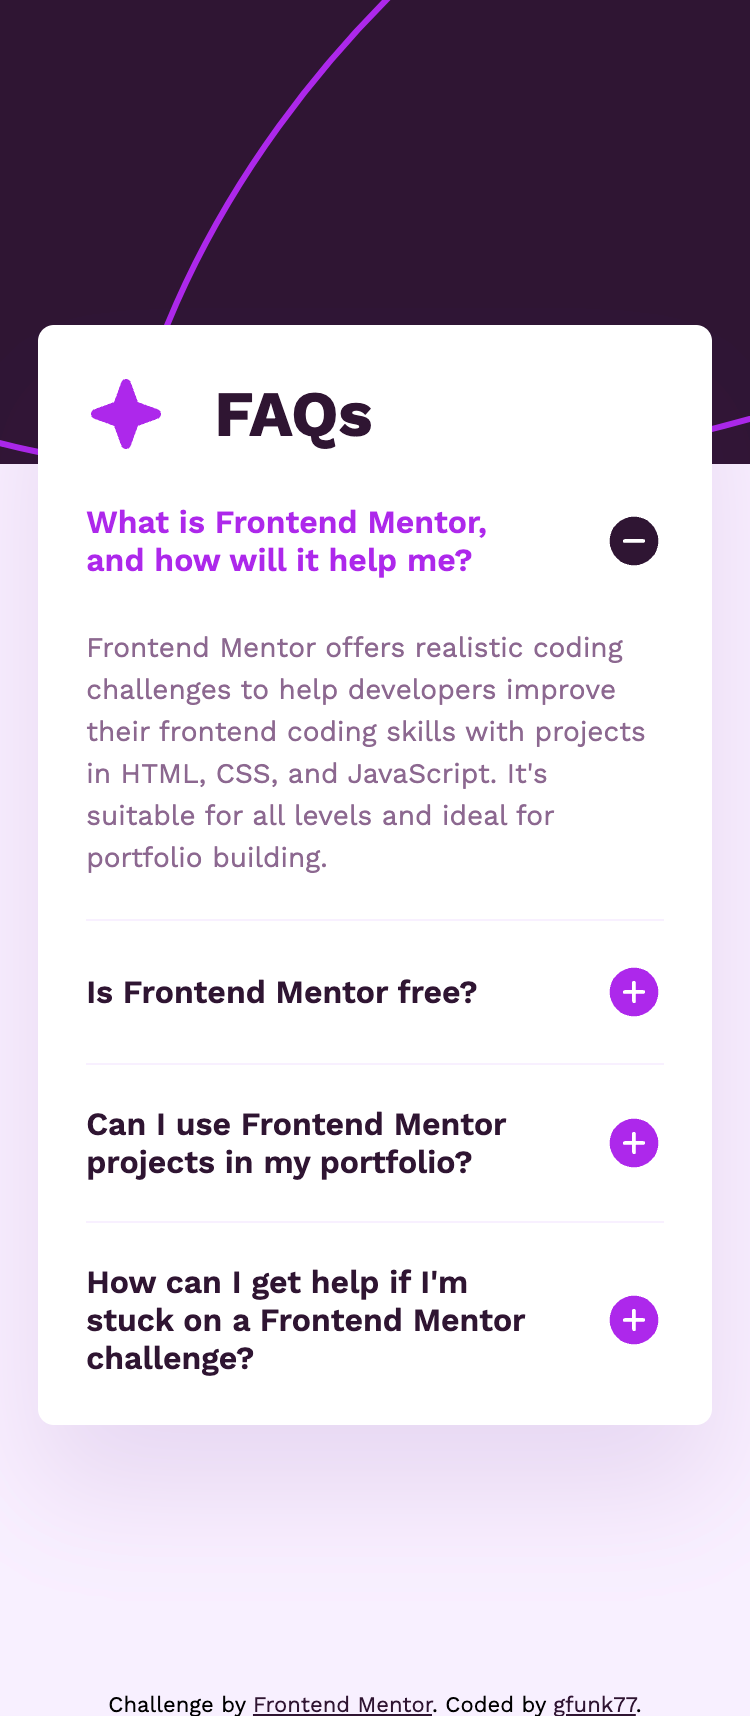 FAQs
What is Frontend Mentor,
and how will it help me?
Frontend Mentor offers realistic coding
challenges to help developers improve
their frontend coding skills with projects
in HTML, CSS, and JavaScript. It's
suitable for all levels and ideal for
portfolio building.
Is Frontend Mentor free?
Can I use Frontend Mentor
projects in my portfolio?
How can I get help if I'm
stuck on a Frontend Mentor
challenge?
Challenge by Frontend Mentor. Coded by gfunk77.